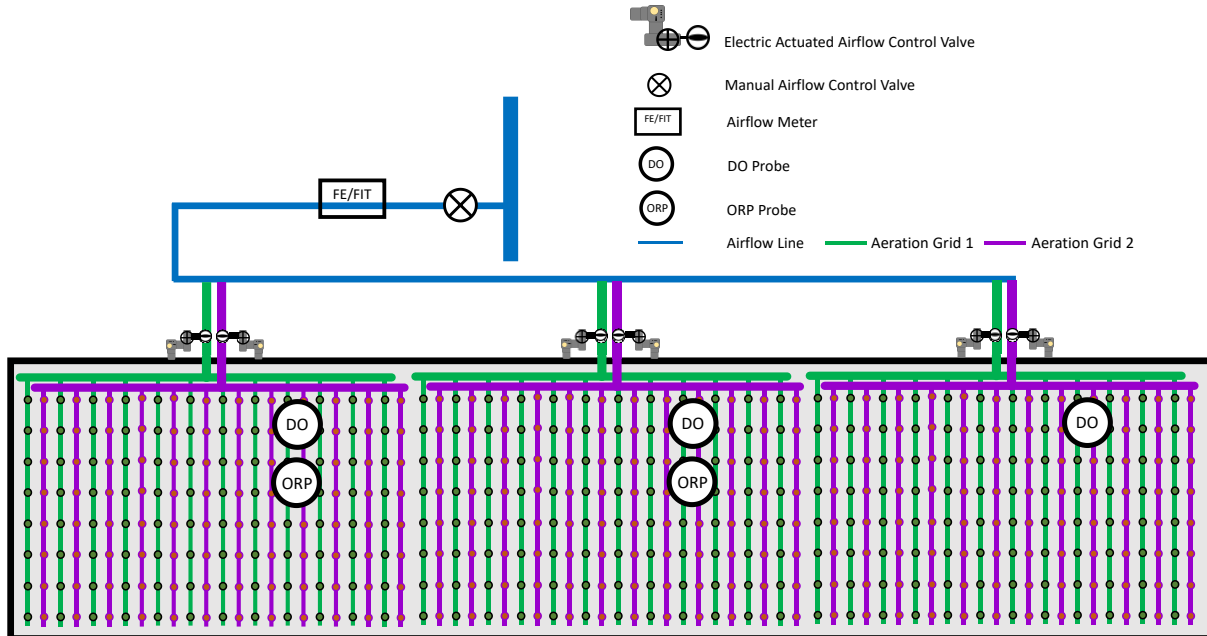 Electric Actuated Airflow Control Valve
Manual Airflow Control Valve
FE/FIT
Airflow Meter
DO
DO Probe
ORP
ORP Probe
Airflow Line
Aeration Grid 1
Aeration Grid 2
FE/FIT
DO
DO
DO
ORP
ORP